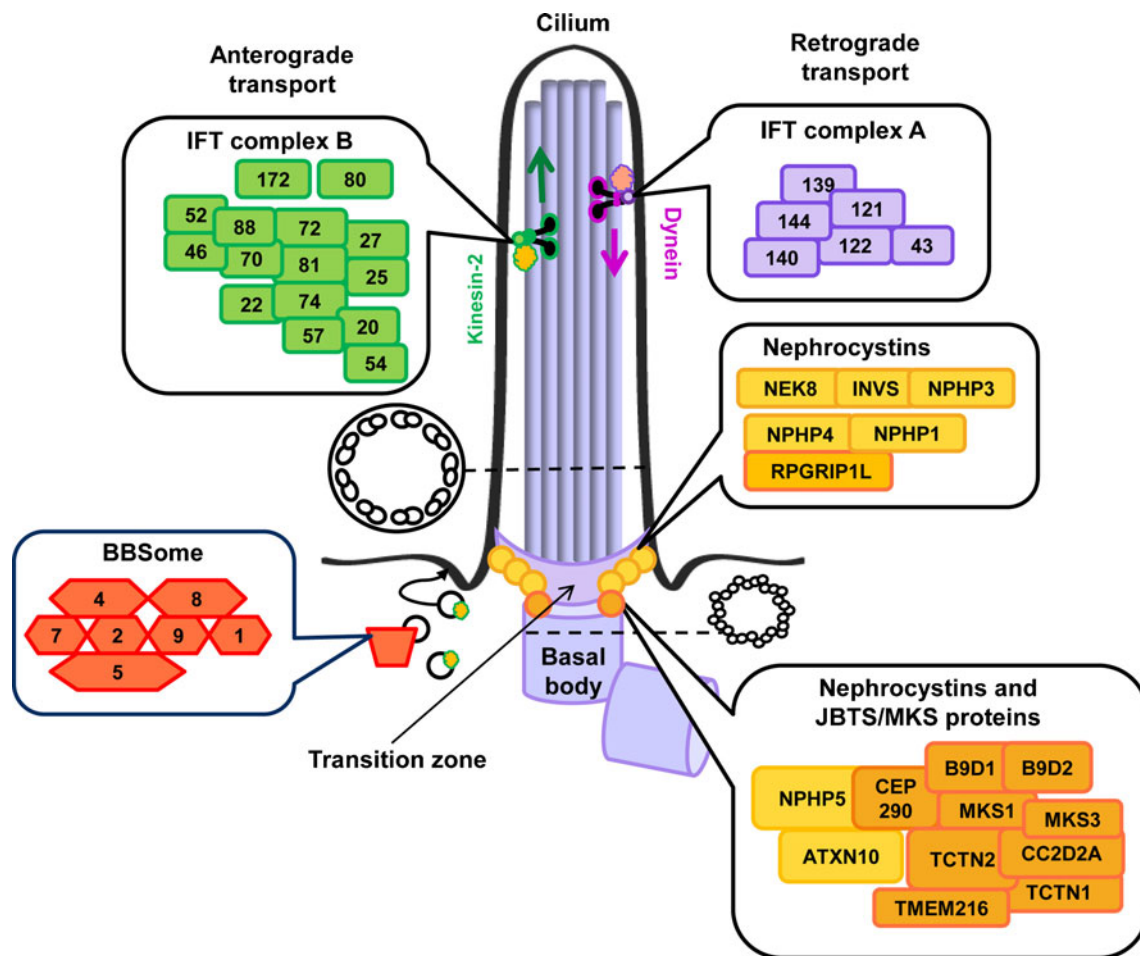 Cilium
Anterograde
transport
Retrograde
transport
IFT complex B
172 80
52 88 72 27
46 70 81 25
22 74
57 20
54
Kinesin-2
Dynein
IFT complex A
139
144 121
140 122 43
Nephrocystins
NEK8 INVS NPHP3
NPHP4 NPHP1
RPGRIP1L
BBSome
4 8
7 2 9 1
5
Basal
body
Transition zone
Nephrocystins and
JBTS/MKS proteins
B9D1 B9D2
NPHP5 CEP
290 MKS1 MKS3
ATXN10 TCTN2 CC2D2A
TCTN1
TMEM216